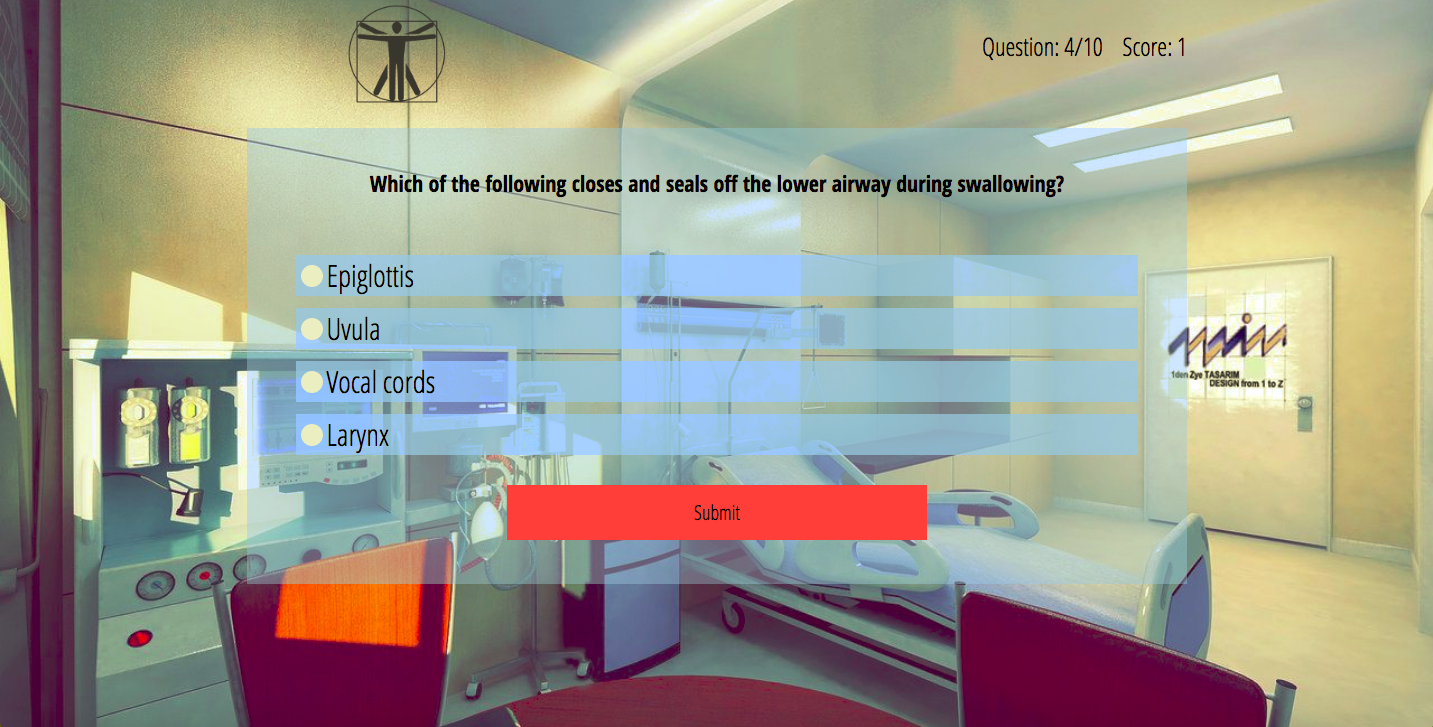 Question: 4/10 Score: 1
Which of the following closes and seals off the lower airway during swallowing?
Epiglottis
Uvula
Vocal cords
Larynx
Submit
1den Zye TASARIM
DESIGN from 1 to Z